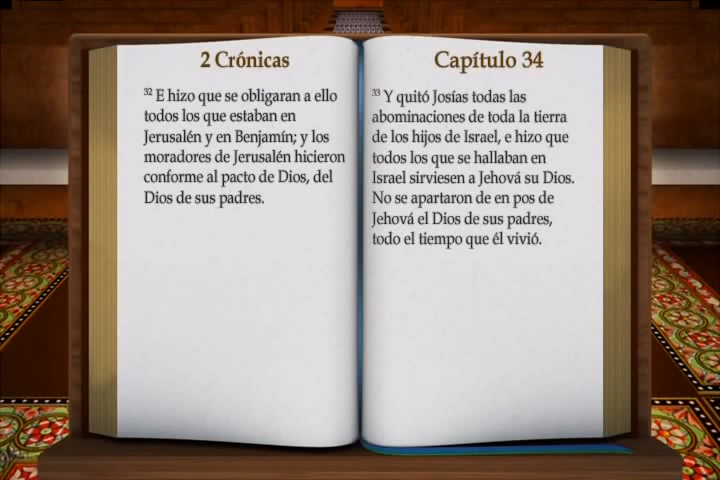 2 Crónicas
32 E hizo que se obligaran a ello
todos los que estaban en
Jerusalén y en Benjamín; y los
moradores de Jerusalén hicieron
conforme al pacto de Dios, del
Dios de sus padres.
Capítulo 34
33 Y quitó Josías todas las
abominaciones de toda la tierra
de los hijos de Israel, e hizo que
todos los que se hallaban en
Israel sirviesen a Jehová su Dios.
No se apartaron de en pos de
Jehová el Dios de sus padres,
todo el tiempo que él vivió.